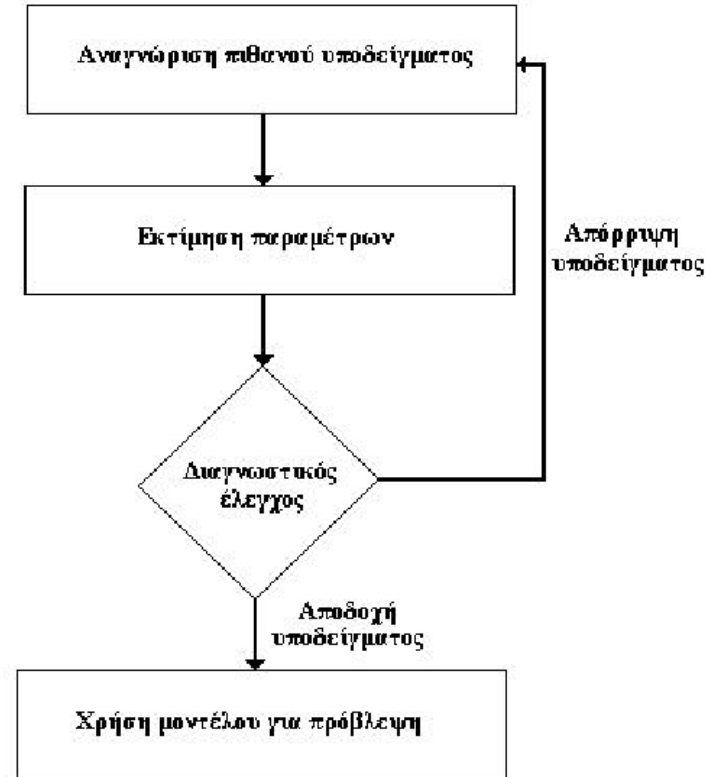 Αναγνώριση πιθανού υποδείγματος
Εκτίμηση παραμέτρων
Απόρριψη
υποδείγματος
Διαγνωστικός
έλεγχος
Αποδοχή
υποδείγματος
Χρήση μοντέλου για πρόβλεψη